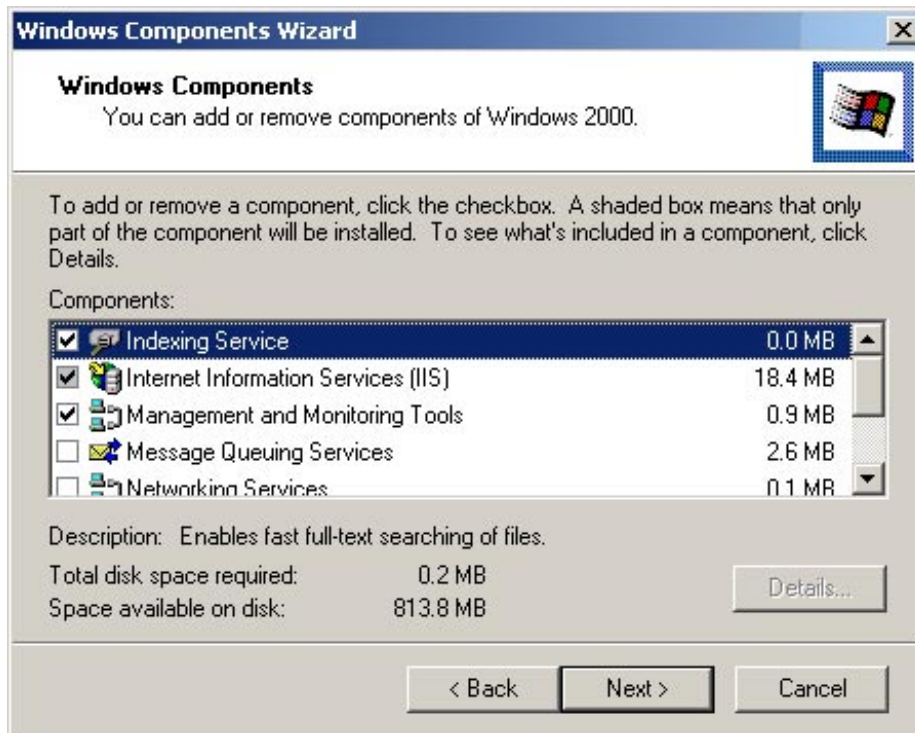 Windows Components Wizard
Windows Components
You can add or remove components of Windows 2000.
To add or remove a component, click the checkbox. A shaded box means that only
part of the component will be installed. To see what's included in a component, click
Details.
Components:
Indexing Service 0.0 MB
Internet Information Services (IIS) 18.4 MB
Management and Monitoring Tools 0.9 MB
Message Queuing Services 2.6 MB
Networking Services 0.1 MB
Description: Enables fast full-text searching of files.
Total disk space required: 0.2 MB
Space available on disk: 813.8 MB
Details...
< Back Next > Cancel